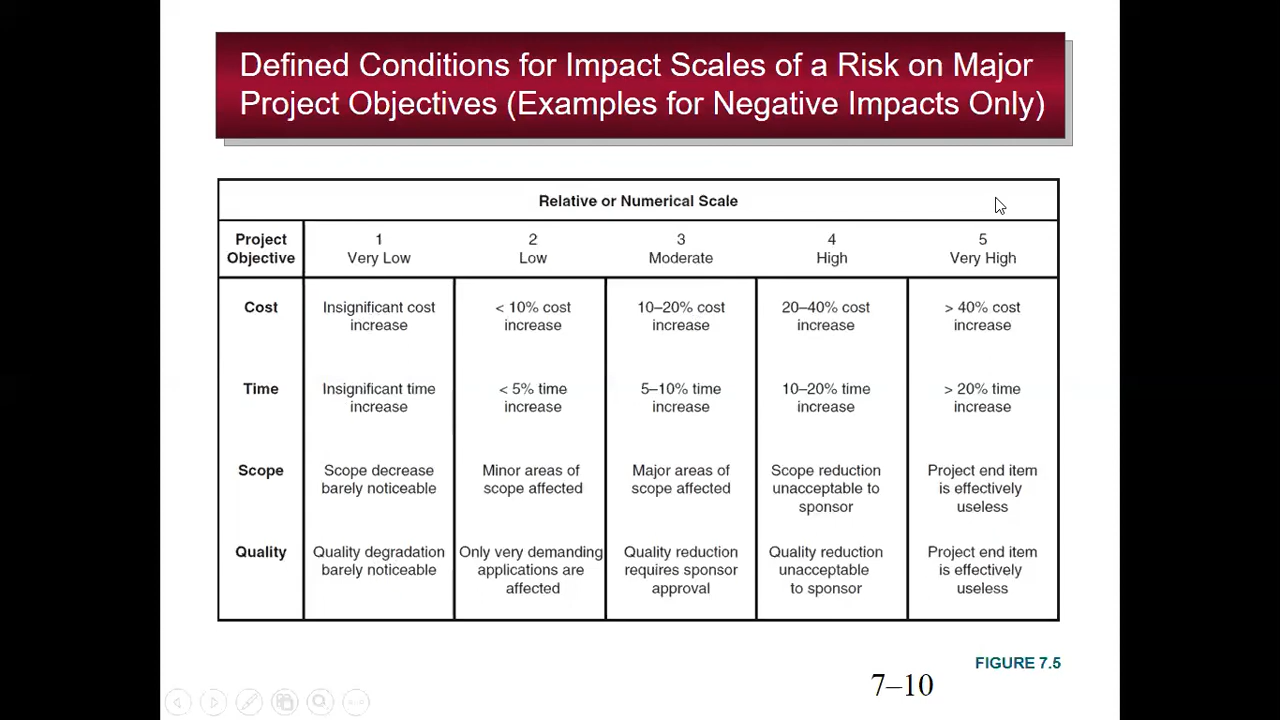 Defined Conditions for Impact Scales of a Risk on Major
Project Objectives (Examples for Negative Impacts Only)
Relative or Numerical Scale
Project
Objective
1
Very Low
2
Low
3
Moderate
4
High
5
Very High
Cost
Insignificant cost
increase
< 10% cost
increase
10–20% cost
increase
20–40% cost
increase
> 40% cost
increase
Time
Insignificant time
increase
< 5% time
increase
5–10% time
increase
10–20% time
increase
> 20% time
increase
Scope
Scope decrease
barely noticeable
Minor areas of
scope affected
Major areas of
scope affected
Scope reduction
unacceptable to
sponsor
Project end item
is effectively
useless
Quality
Quality degradation
barely noticeable
Only very demanding
applications are
affected
Quality reduction
requires sponsor
approval
Quality reduction
unacceptable
to sponsor
Project end item
is effectively
useless
FIGURE 7.5
7–10